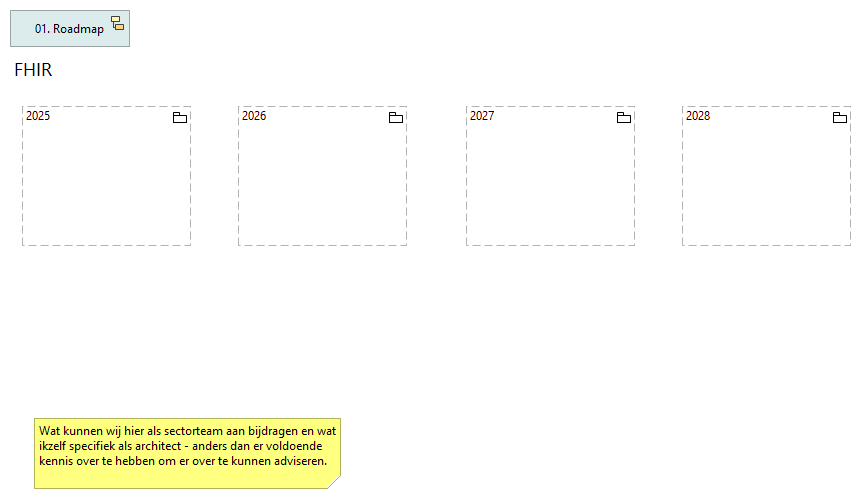 01. Roadmap
FHIR
2025
2026
2027
2028
Wat kunnen wij hier als sectorteam aan bijdragen en wat
ikzelf specifiek als architect - anders dan er voldoende
kennis over te hebben om er over te kunnen adviseren.